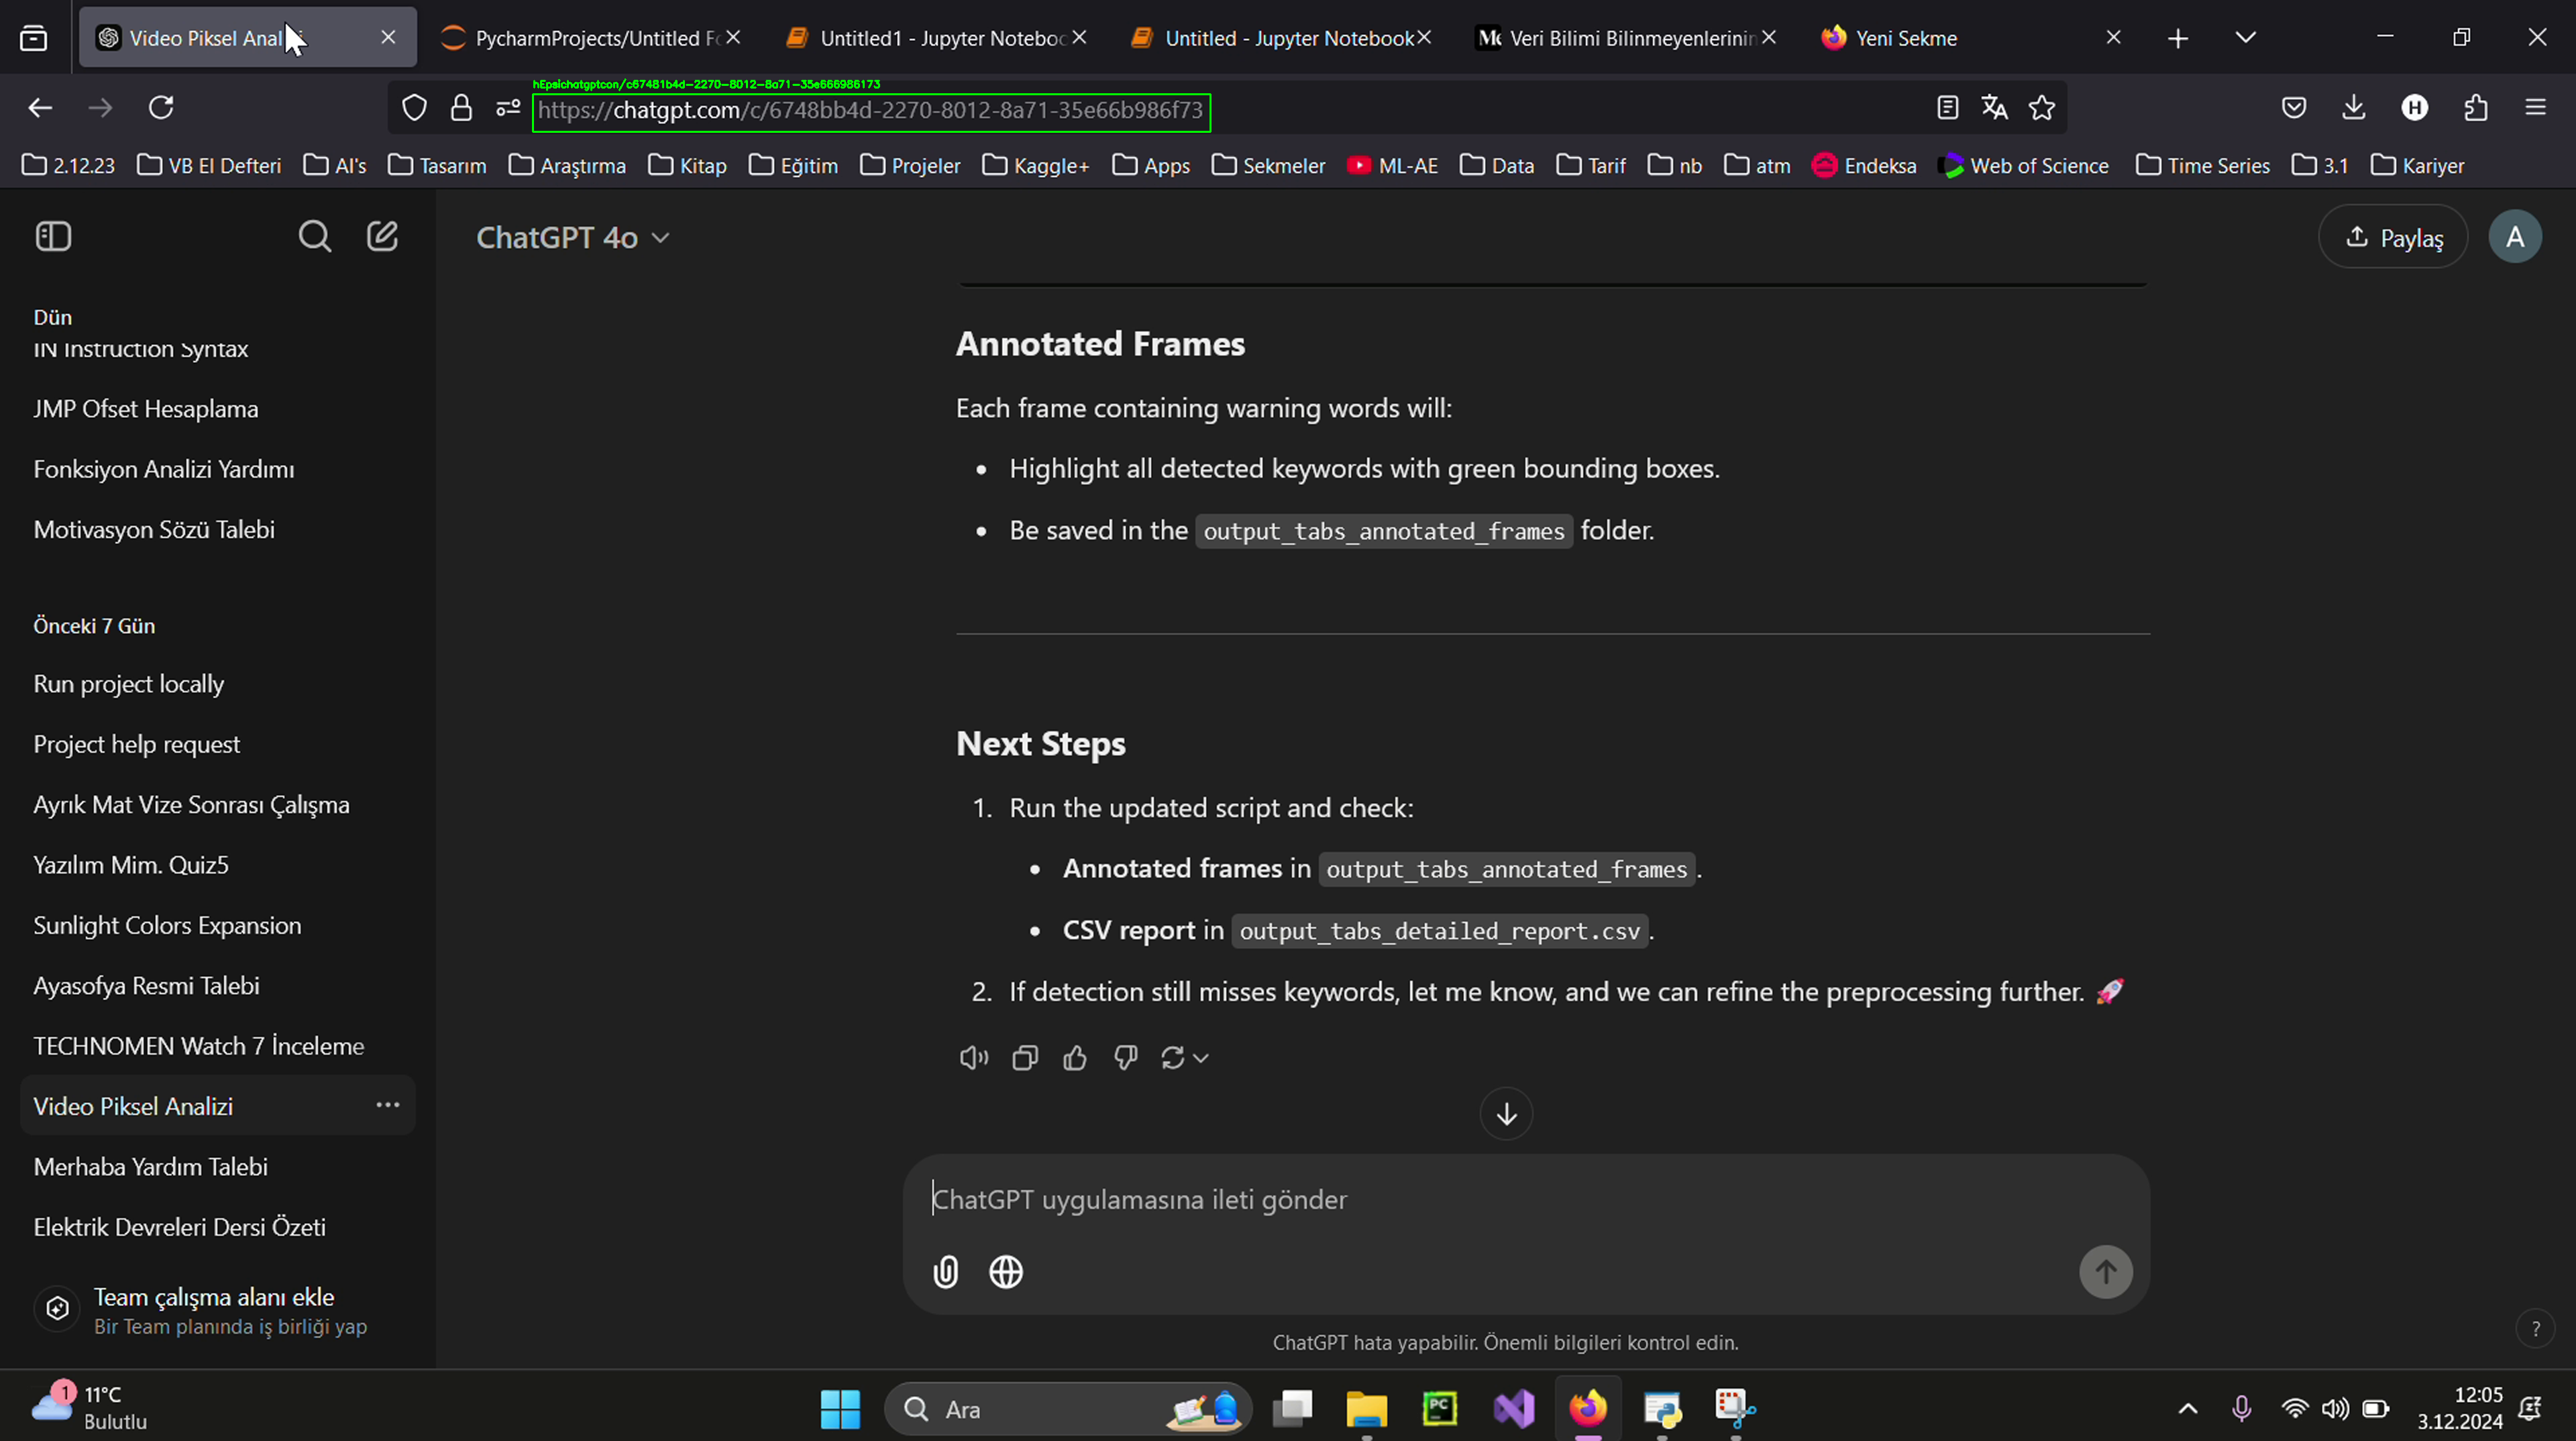 Video Piksel Anal
PycharmProjects/Untitled Fo
Untitled1 - Jupyter Noteboo
Untitled - Jupyter Notebook
Veri Bilimi Bilinmeyenlerinin
Yeni Sekme
hEpsichatgptcon/c67481b4d-2270-8012-8a71-35e666986173
https://chatgpt.com/c/6748bb4d-2270-8012-8a71-35e66b986f73
H
2.12.23 VB El Defteri AI's Tasarım Araştırma Kitap Eğitim Projeler Kaggle+ Apps Sekmeler ML-AE Data Tarif nb atm Endeksa Web of Science Time Series 3.1 Kariyer
ChatGPT 4o
Paylaş
A
Dün
IN Instruction Syntax
JMP Ofset Hesaplama
Fonksiyon Analizi Yardımı
Motivasyon Sözü Talebi
Önceki 7 Gün
Run project locally
Project help request
Ayrık Mat Vize Sonrası Çalışma
Yazılım Mim. Quiz5
Sunlight Colors Expansion
Ayasofya Resmi Talebi
TECHNOMEN Watch 7 İnceleme
Video Piksel Analizi
Merhaba Yardım Talebi
Elektrik Devreleri Dersi Özeti
Team çalışma alanı ekle
Bir Team planında iş birliği yap
Annotated Frames
Each frame containing warning words will:
• Highlight all detected keywords with green bounding boxes.
• Be saved in the output_tabs_annotated_frames folder.
Next Steps
1. Run the updated script and check:
• Annotated frames in output_tabs_annotated_frames.
• CSV report in output_tabs_detailed_report.csv.
2. If detection still misses keywords, let me know, and we can refine the preprocessing further. 🚀
ChatGPT uygulamasına ileti gönder
ChatGPT hata yapabilir. Önemli bilgileri kontrol edin.
?
1
11°C
Bulutlu
Ara
PC
12:05
3.12.2024